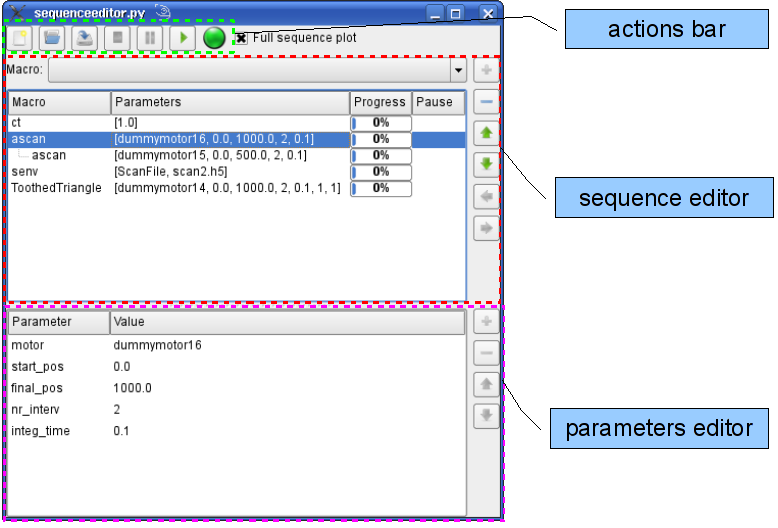 sequenceeditor.py
actions bar
Full sequence plot
Macro:
Macro Parameters Progress Pause
ct [1.0] 0%
ascan [dummymotor16, 0.0, 1000.0, 2, 0.1] 0%
ascan [dummymotor15, 0.0, 500.0, 2, 0.1] 0%
senv [ScanFile, scan2.h5] 0%
ToothedTriangle [dummymotor14, 0.0, 1000.0, 2, 0.1, 1, 1] 0%
sequence editor
Parameter Value
motor dummymotor16
start_pos 0.0
final_pos 1000.0
nr_interv 2
integ_time 0.1
parameters editor